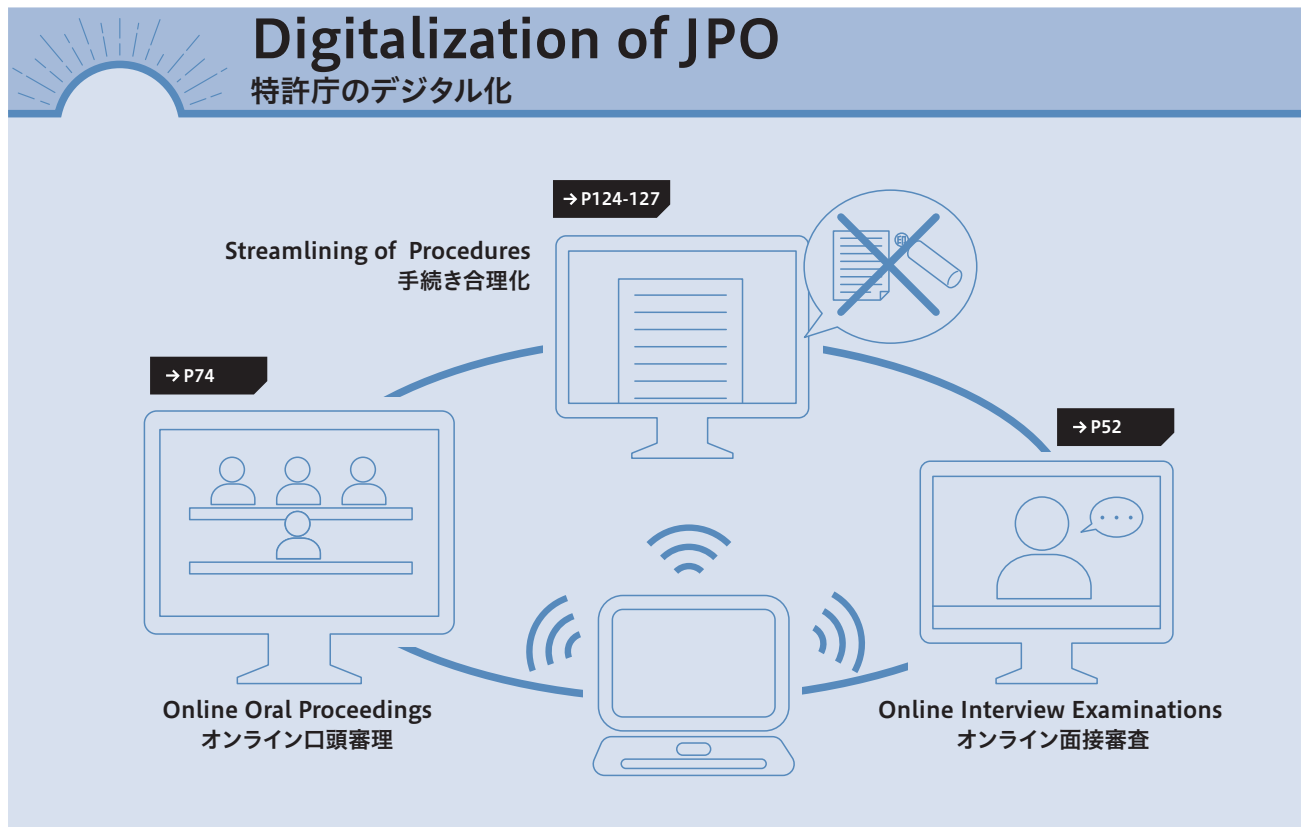 Digitalization of JPO
特許庁のデジタル化
→ P124-127
Streamlining of Procedures
手続き合理化
印
→ P74
→ P52
Online Oral Proceedings
オンライン口頭審理
Online Interview Examinations
オンライン面接審査